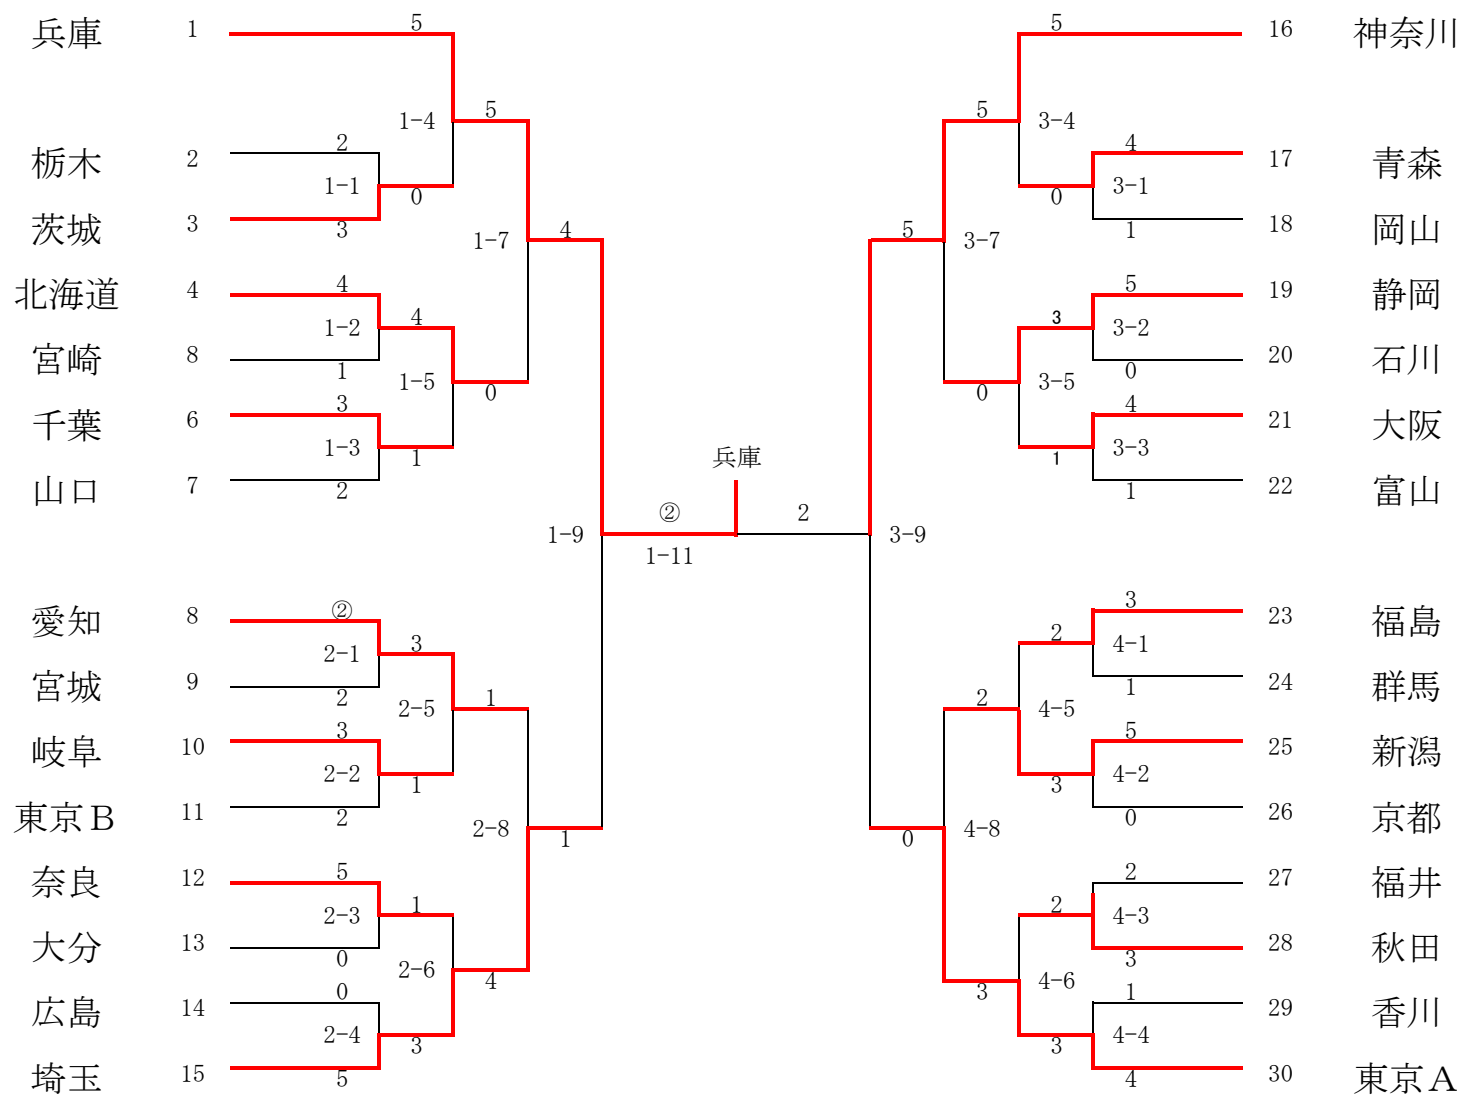 兵庫 1 5 5 16 神奈川
1-4 5 5 3-4
栃木 2 2 4 17 青森
1-1 0 0 3-1
茨城 3 3 1 18 岡山
1-7 4 5 3-7
北海道 4 4 5 19 静岡
1-2 4 3 3-2
宮崎 8 1 0 20 石川
1-5 0 0 3-5
千葉 6 3 4 21 大阪
1-3 1 1 3-3
山口 7 2 1 22 富山
兵庫
② 2
1-9 1-11 3-9
愛知 8 ② 3 23 福島
2-1 3 2 4-1
宮城 9 2 1 24 群馬
2-5 1 2 4-5
岐阜 10 3 5 25 新潟
2-2 1 3 4-2
東京B 11 2 0 26 京都
2-8 1 0 4-8
奈良 12 5 2 27 福井
2-3 1 2 4-3
大分 13 0 3 28 秋田
2-6 4 3 4-6
広島 14 0 1 29 香川
2-4 3 3 4-4
埼玉 15 5 4 30 東京A